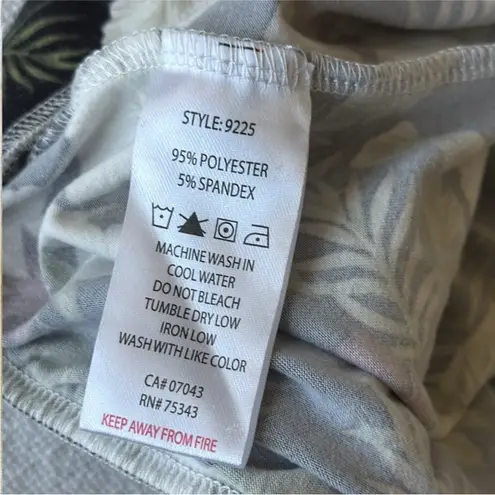 STYLE: 9225
95% POLYESTER
5% SPANDEX
MACHINE WASH IN
COOL WATER
DO NOT BLEACH
TUMBLE DRY LOW
IRON LOW
WASH WITH LIKE COLOR
CA# 07043
RN# 75343
KEEP AWAY FROM FIRE